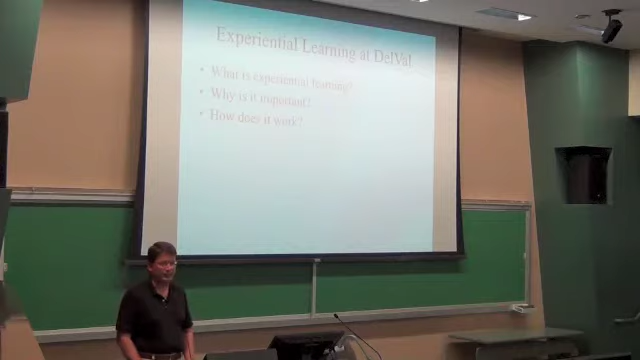 Experiential Learning at DelVal
• What is experiential learning?
• Why is it important?
• How does it work?